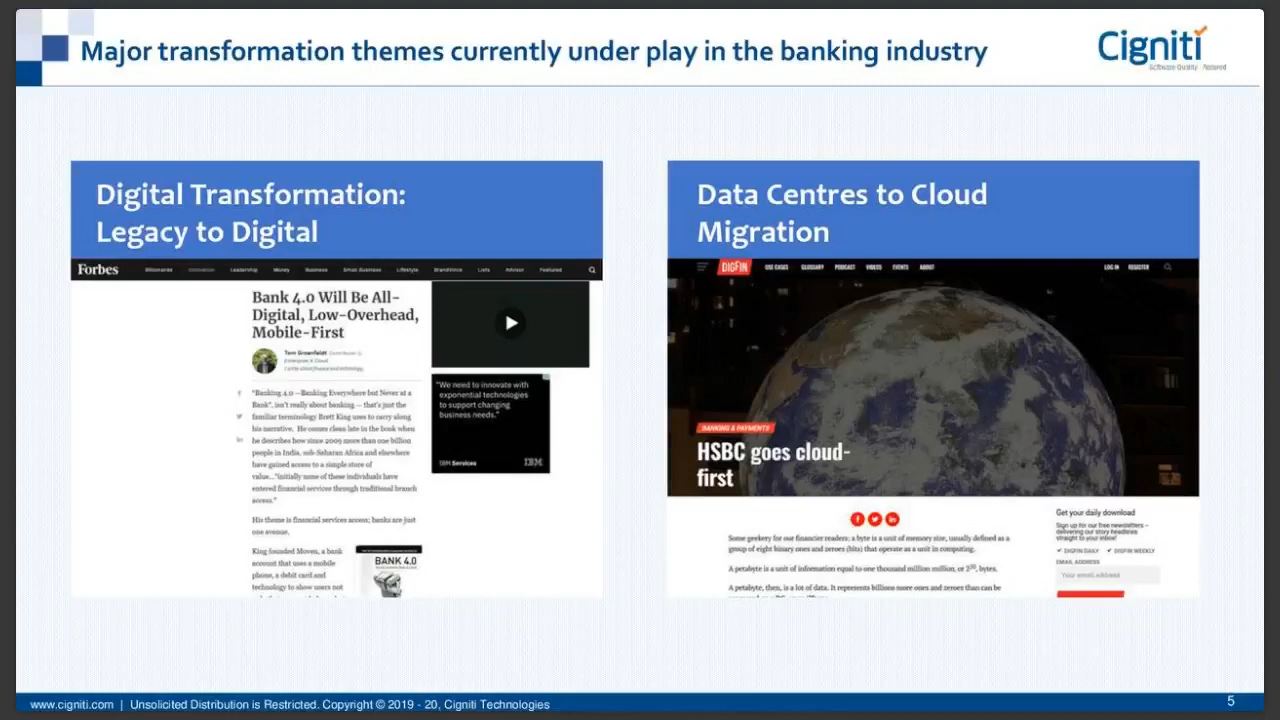 Major transformation themes currently under play in the banking industry
Cigniti
Software Quality
Digital Transformation:
Legacy to Digital
Forbes
Billionaires Innovation Leadership Money Business Small Business Lifestyle BrandVoice Lists Advisor Featured
Bank 4.0 Will Be All-
Digital, Low-Overhead,
Mobile-First
Tom Groenfeldt Contributor
Enterprise & Cloud
I write about finance and technology.
"Banking 4.0 —Banking Everywhere but Never at a
Bank", isn't really about banking — that's just the
familiar terminology Brett King uses to carry along
his narrative. He comes clean late in the book when
he describes how since 2009 more than one billion
people in India, sub-Saharan Africa and elsewhere
have gained access to a simple store of
value..."initially none of these individuals have
entered financial services through traditional branch
access."
His theme is financial services access; banks are just
one avenue.
King founded Moven, a bank
account that uses a mobile
phone, a debit card and
technology to show users not
"We need to innovate with
exponential technologies
to support changing
business needs."
IBM Services
IBM
BANK 4.0
Data Centres to Cloud
Migration
DIGFIN
USE CASES GLOSSARY PODCAST VIDEOS EVENTS ABOUT
LOG IN REGISTER
BANKING & PAYMENTS
HSBC goes cloud-
first
Some geekery for our financier readers: a byte is a unit of memory size, usually defined as a
group of eight binary ones and zeroes (bits) that operate as a unit in computing.
A petabyte is a unit of information equal to one thousand million million, or 2⁵⁰, bytes.
A petabyte, then, is a lot of data. It represents billions more ones and zeroes than can be
Get your daily download
Sign up for our free newsletters –
delivering our story headlines
straight to your inbox!
✓ DIGFIN DAILY ✓ DIGFIN WEEKLY
EMAIL ADDRESS
Your email address
www.cigniti.com | Unsolicited Distribution is Restricted. Copyright © 2019 - 20, Cigniti Technologies
5